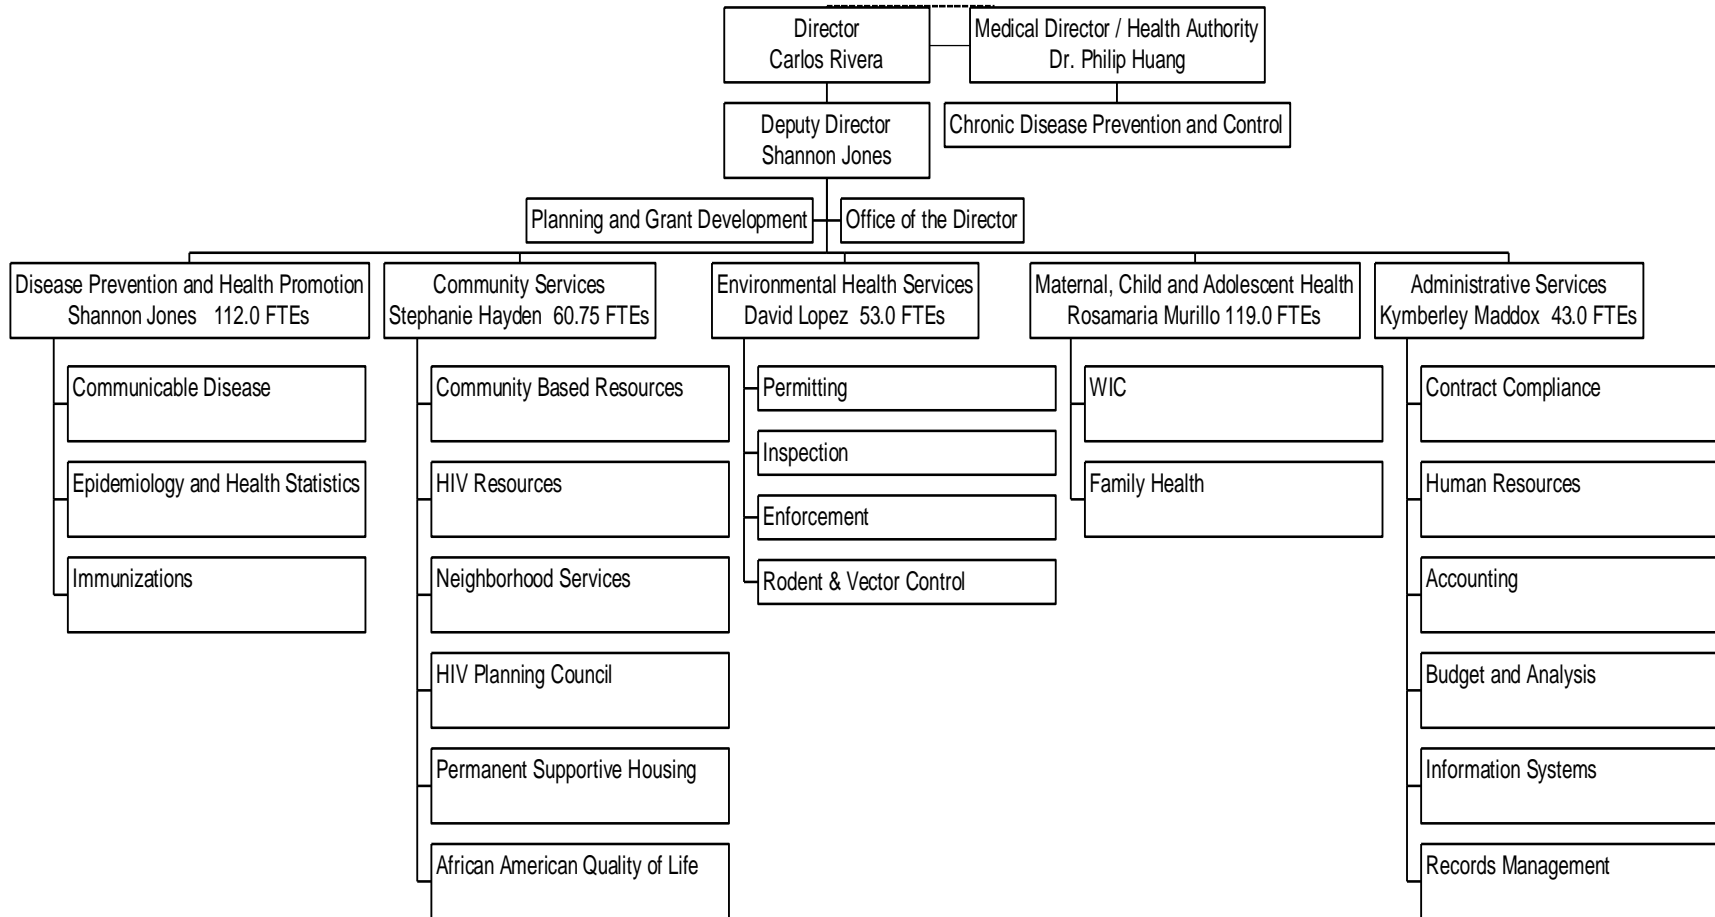 Director
Carlos Rivera
Medical Director / Health Authority
Dr. Philip Huang
Deputy Director
Shannon Jones
Chronic Disease Prevention and Control
Planning and Grant Development
Office of the Director
Disease Prevention and Health Promotion
Shannon Jones 112.0 FTEs
Community Services
Stephanie Hayden 60.75 FTEs
Environmental Health Services
David Lopez 53.0 FTEs
Maternal, Child and Adolescent Health
Rosamaria Murillo 119.0 FTEs
Administrative Services
Kymberley Maddox 43.0 FTEs
Communicable Disease
Epidemiology and Health Statistics
Immunizations
Community Based Resources
HIV Resources
Neighborhood Services
HIV Planning Council
Permanent Supportive Housing
African American Quality of Life
Permitting
Inspection
Enforcement
Rodent & Vector Control
WIC
Family Health
Contract Compliance
Human Resources
Accounting
Budget and Analysis
Information Systems
Records Management